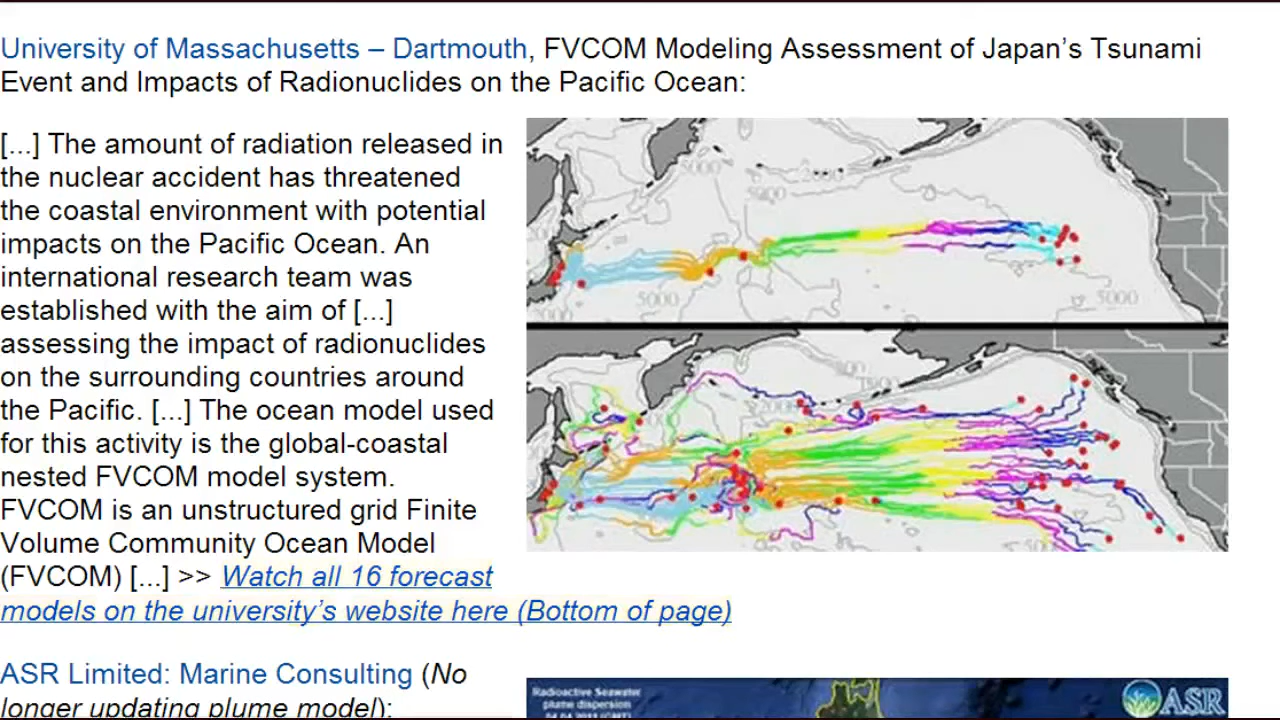 University of Massachusetts – Dartmouth, FVCOM Modeling Assessment of Japan’s Tsunami
Event and Impacts of Radionuclides on the Pacific Ocean:
[...] The amount of radiation released in
the nuclear accident has threatened
the coastal environment with potential
impacts on the Pacific Ocean. An
international research team was
established with the aim of [...]
assessing the impact of radionuclides
on the surrounding countries around
the Pacific. [...] The ocean model used
for this activity is the global-coastal
nested FVCOM model system.
FVCOM is an unstructured grid Finite
Volume Community Ocean Model
(FVCOM) [...] >> Watch all 16 forecast
models on the university’s website here (Bottom of page)
5000
5000
5000
5000
ASR Limited: Marine Consulting (No
longer updating plume model):
Radioactive Seawater
plume dispersion
ASR